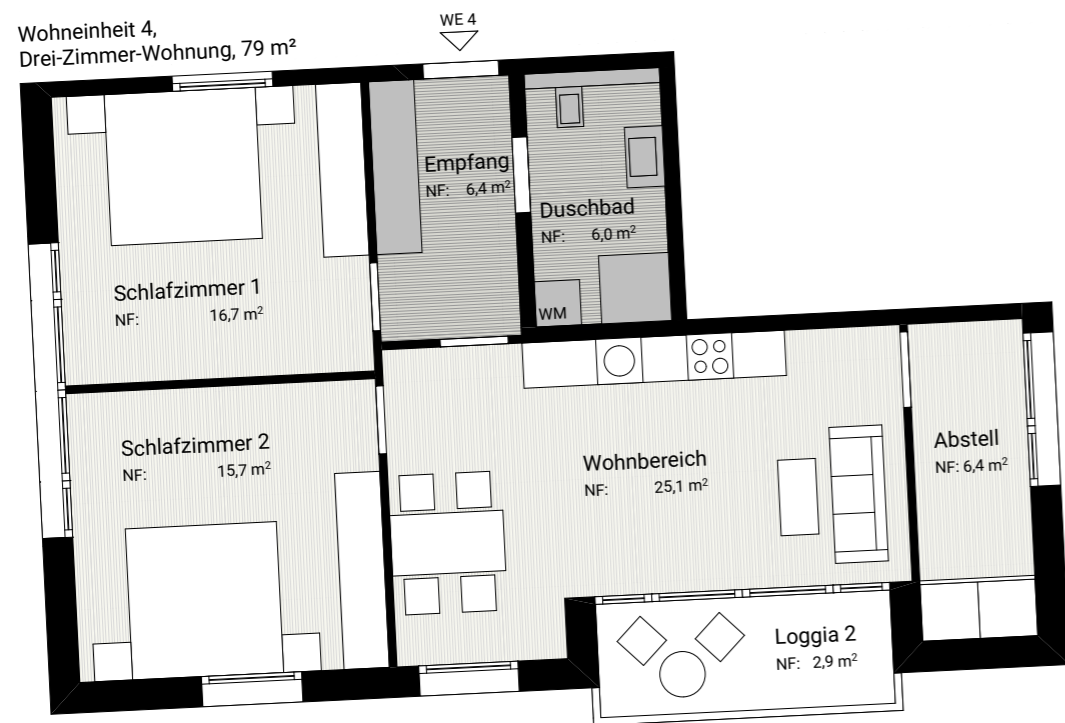 Wohneinheit 4,
Drei-Zimmer-Wohnung, 79 m²
WE 4
Empfang
NF: 6,4 m²
Duschbad
NF: 6,0 m²
WM
Schlafzimmer 1
NF: 16,7 m²
Schlafzimmer 2
NF: 15,7 m²
Wohnbereich
NF: 25,1 m²
Abstell
NF: 6,4 m²
Loggia 2
NF: 2,9 m²